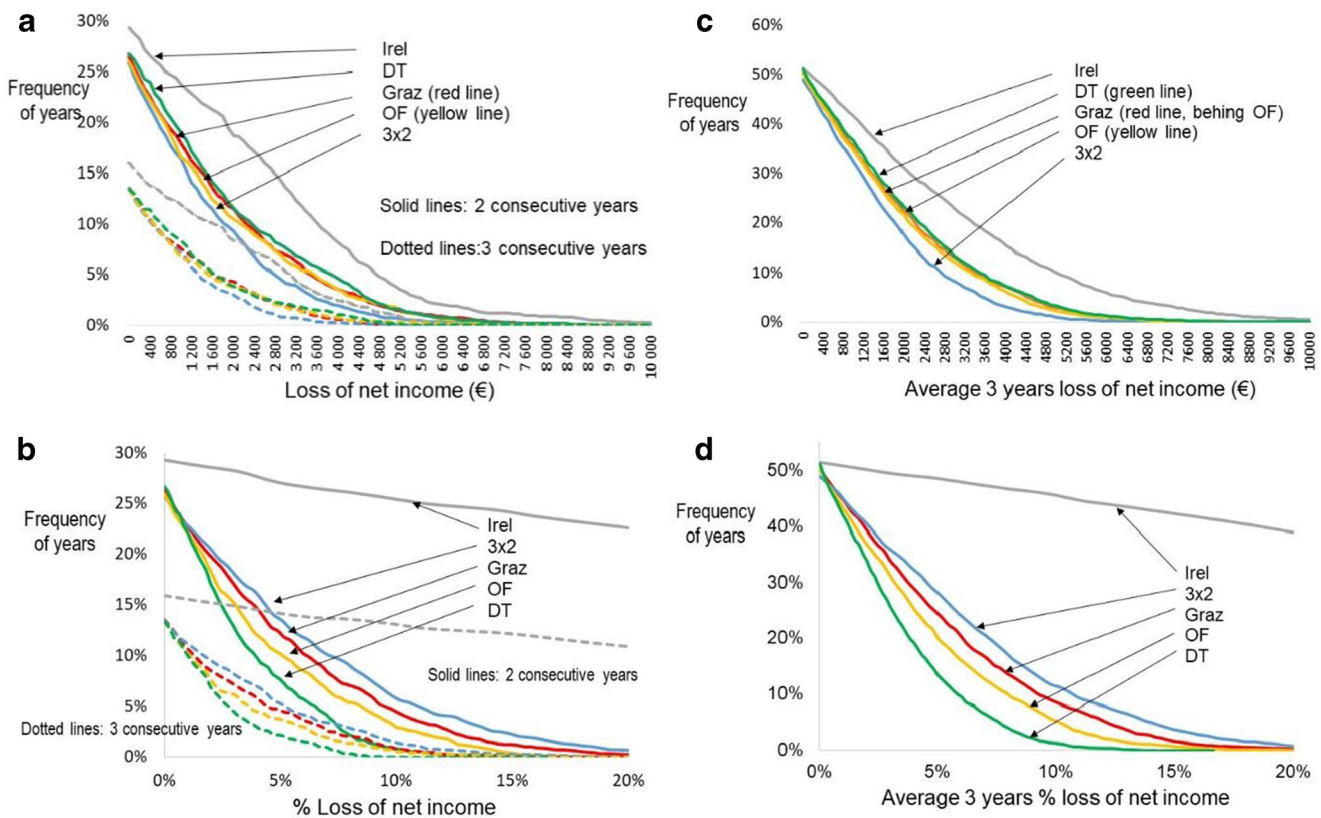 a
30%
25%
20%
15%
10%
5%
0%
Frequency
of years
Irel
DT
Graz (red line)
OF (yellow line)
3x2
Solid lines: 2 consecutive years
Dotted lines:3 consecutive years
0
400
800
1 200
1 600
2 000
2 400
2 800
3 200
3 600
4 000
4 400
4 800
5 200
5 600
6 000
6 400
6 800
7 200
7 600
8 000
8 400
8 800
9 200
9 600
10 000
Loss of net income (€)
c
60%
50%
40%
30%
20%
10%
0%
Frequency
of years
Irel
DT (green line)
Graz (red line, behing OF)
OF (yellow line)
3x2
0
400
800
1200
1600
2000
2400
2800
3200
3600
4000
4400
4800
5200
5600
6000
6400
6800
7200
7600
8000
8400
8800
9200
9600
10000
Average 3 years loss of net income (€)
b
30%
25%
20%
15%
10%
5%
0%
Frequency
of years
Irel
3x2
Graz
OF
DT
Solid lines: 2 consecutive years
Dotted lines: 3 consecutive years
0%
5%
10%
15%
20%
% Loss of net income
d
50%
40%
30%
20%
10%
0%
Frequency
of years
Irel
3x2
Graz
OF
DT
0%
5%
10%
15%
20%
Average 3 years % loss of net income